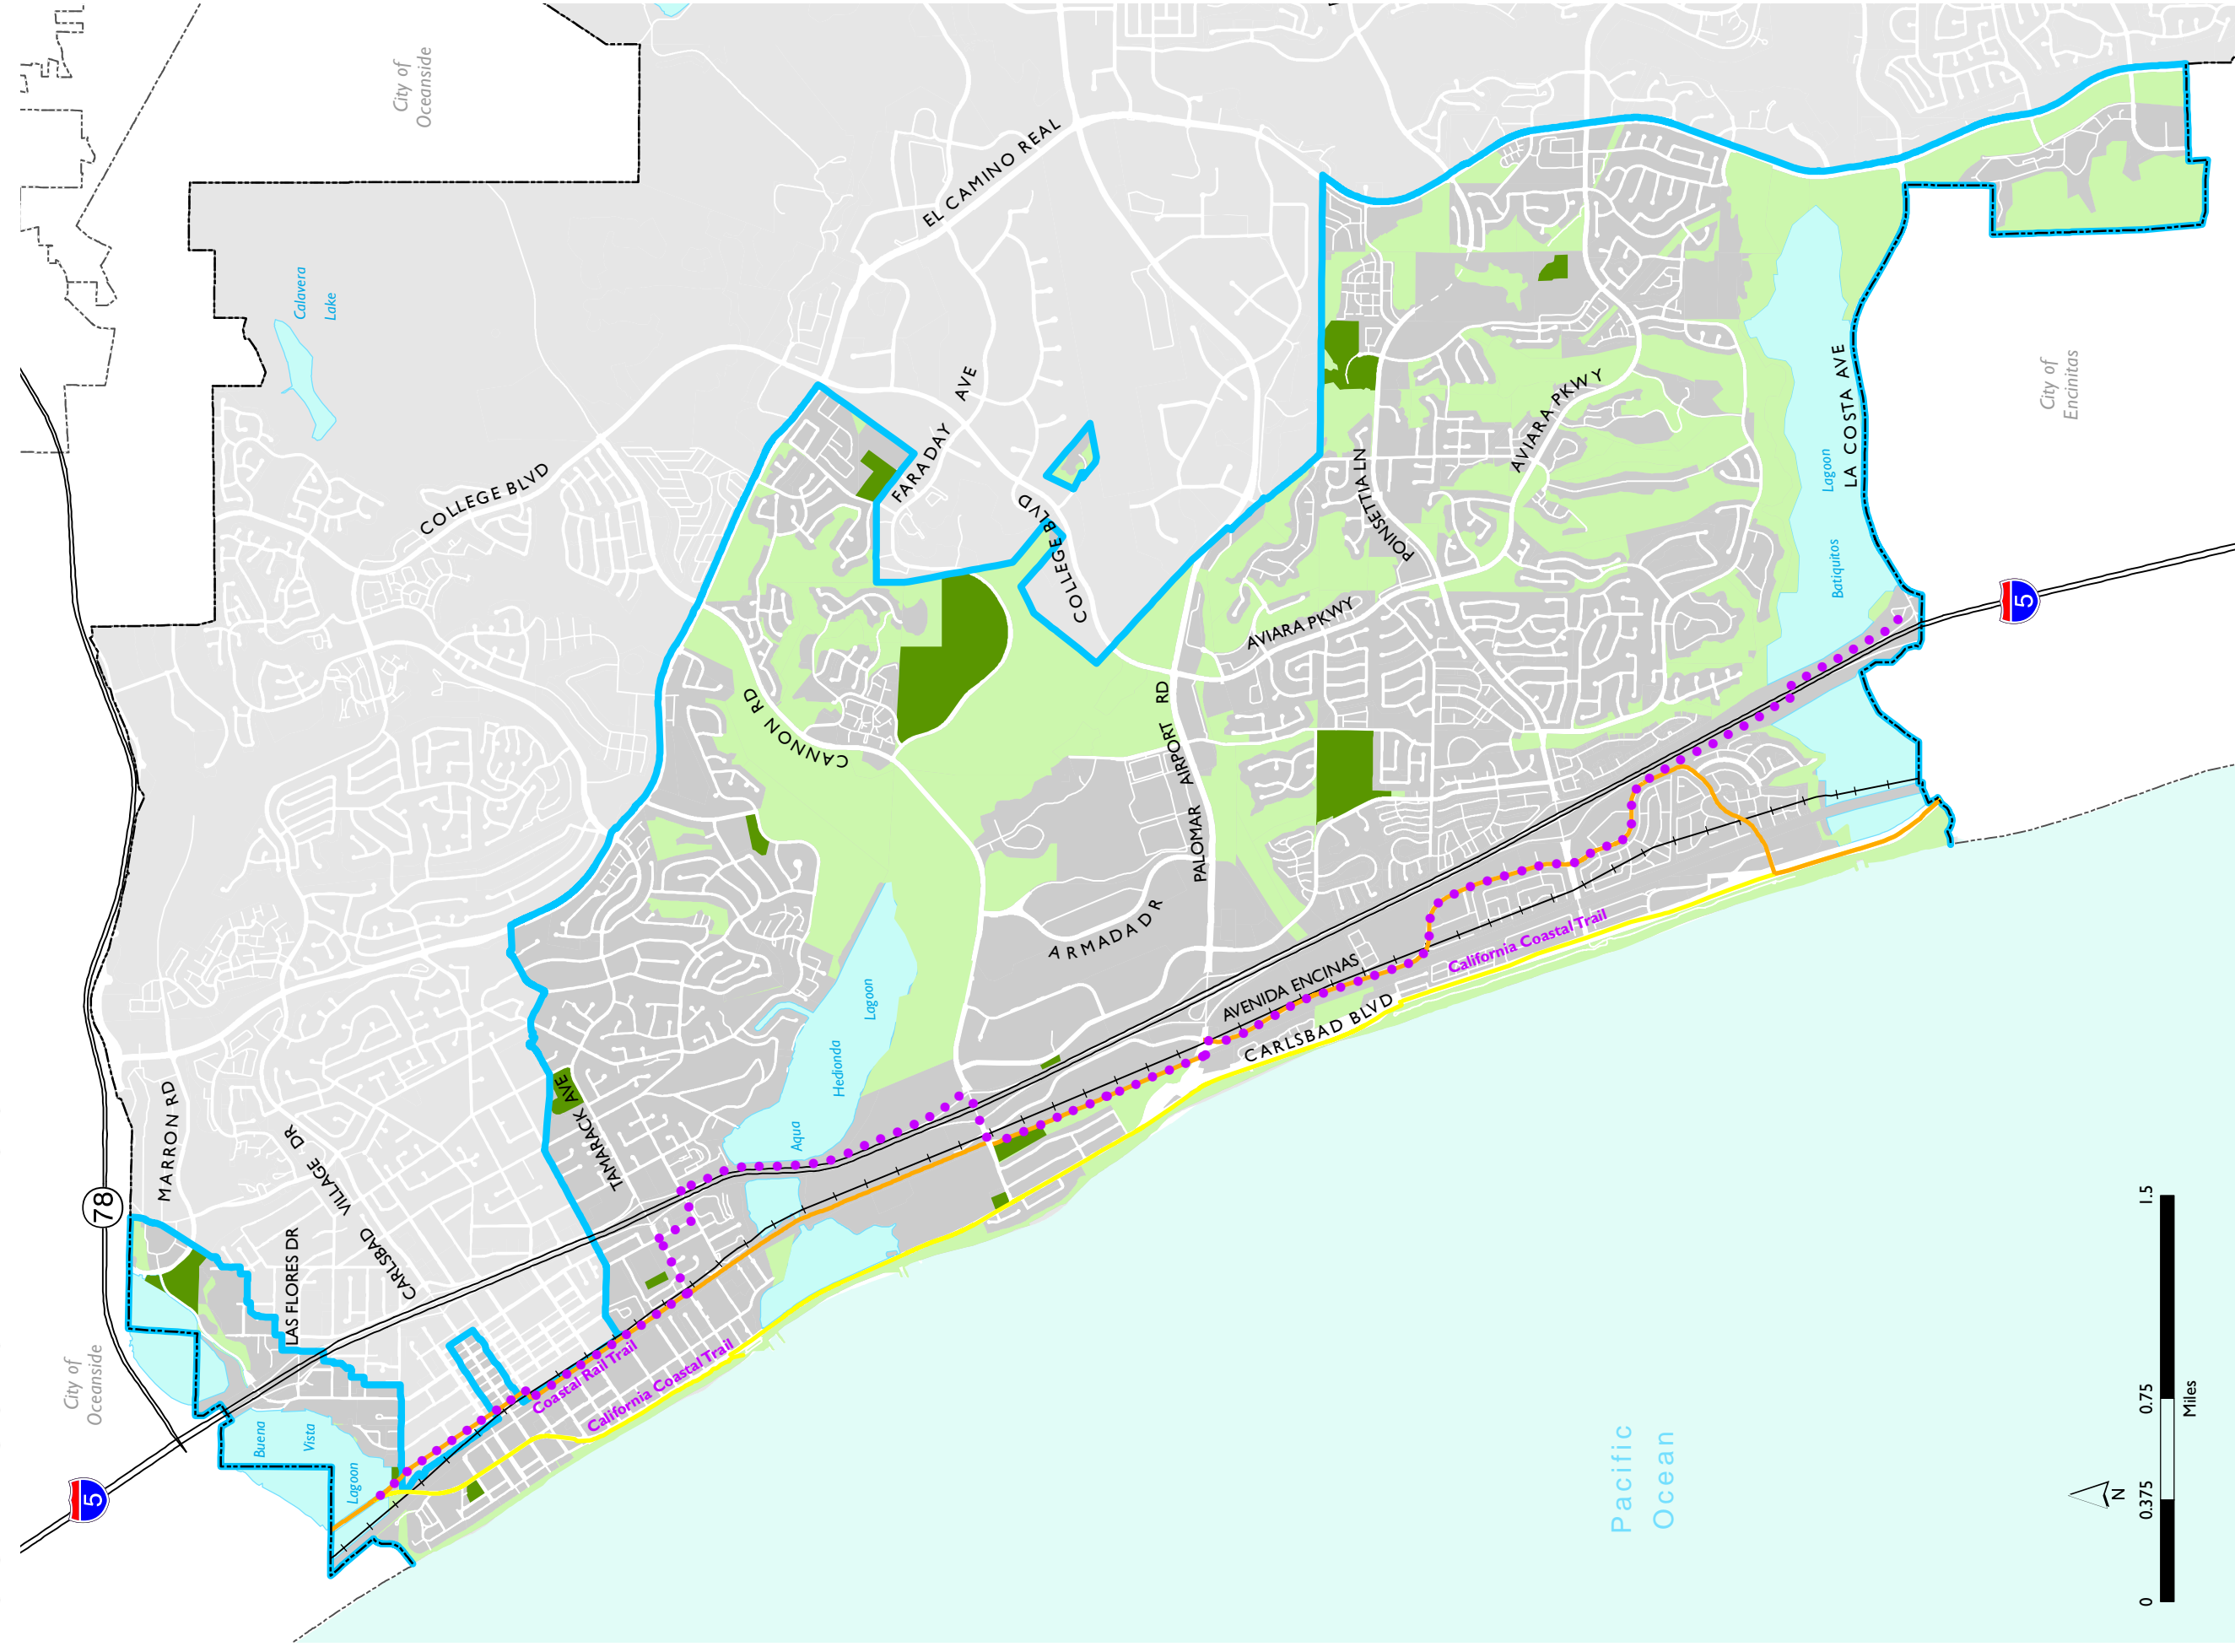 City of
Oceanside
City of
Oceanside
78
5
MARRON RD
LAS FLORES DR
CARLSBAD VILLAGE DR
Buena
Vista
Lagoon
Calavera
Lake
COLLEGE BLVD
EL CAMINO REAL
TAMARACK AVE
Coastal Rail Trail
California Coastal Trail
CANNON RD
FARADAY AVE
COLLEGE BLVD
Aqua
Hedionda
Lagoon
ARMADA DR
PALOMAR AIRPORT RD
AVIARA PKWY
POINSETTIA LN
AVIARA PKWY
AVENIDA ENCINAS
CARLSBAD BLVD
California Coastal Trail
Batiquitos
Lagoon
LA COSTA AVE
5
City of
Encinitas
Pacific
Ocean
N
0 0.375 0.75 1.5
Miles